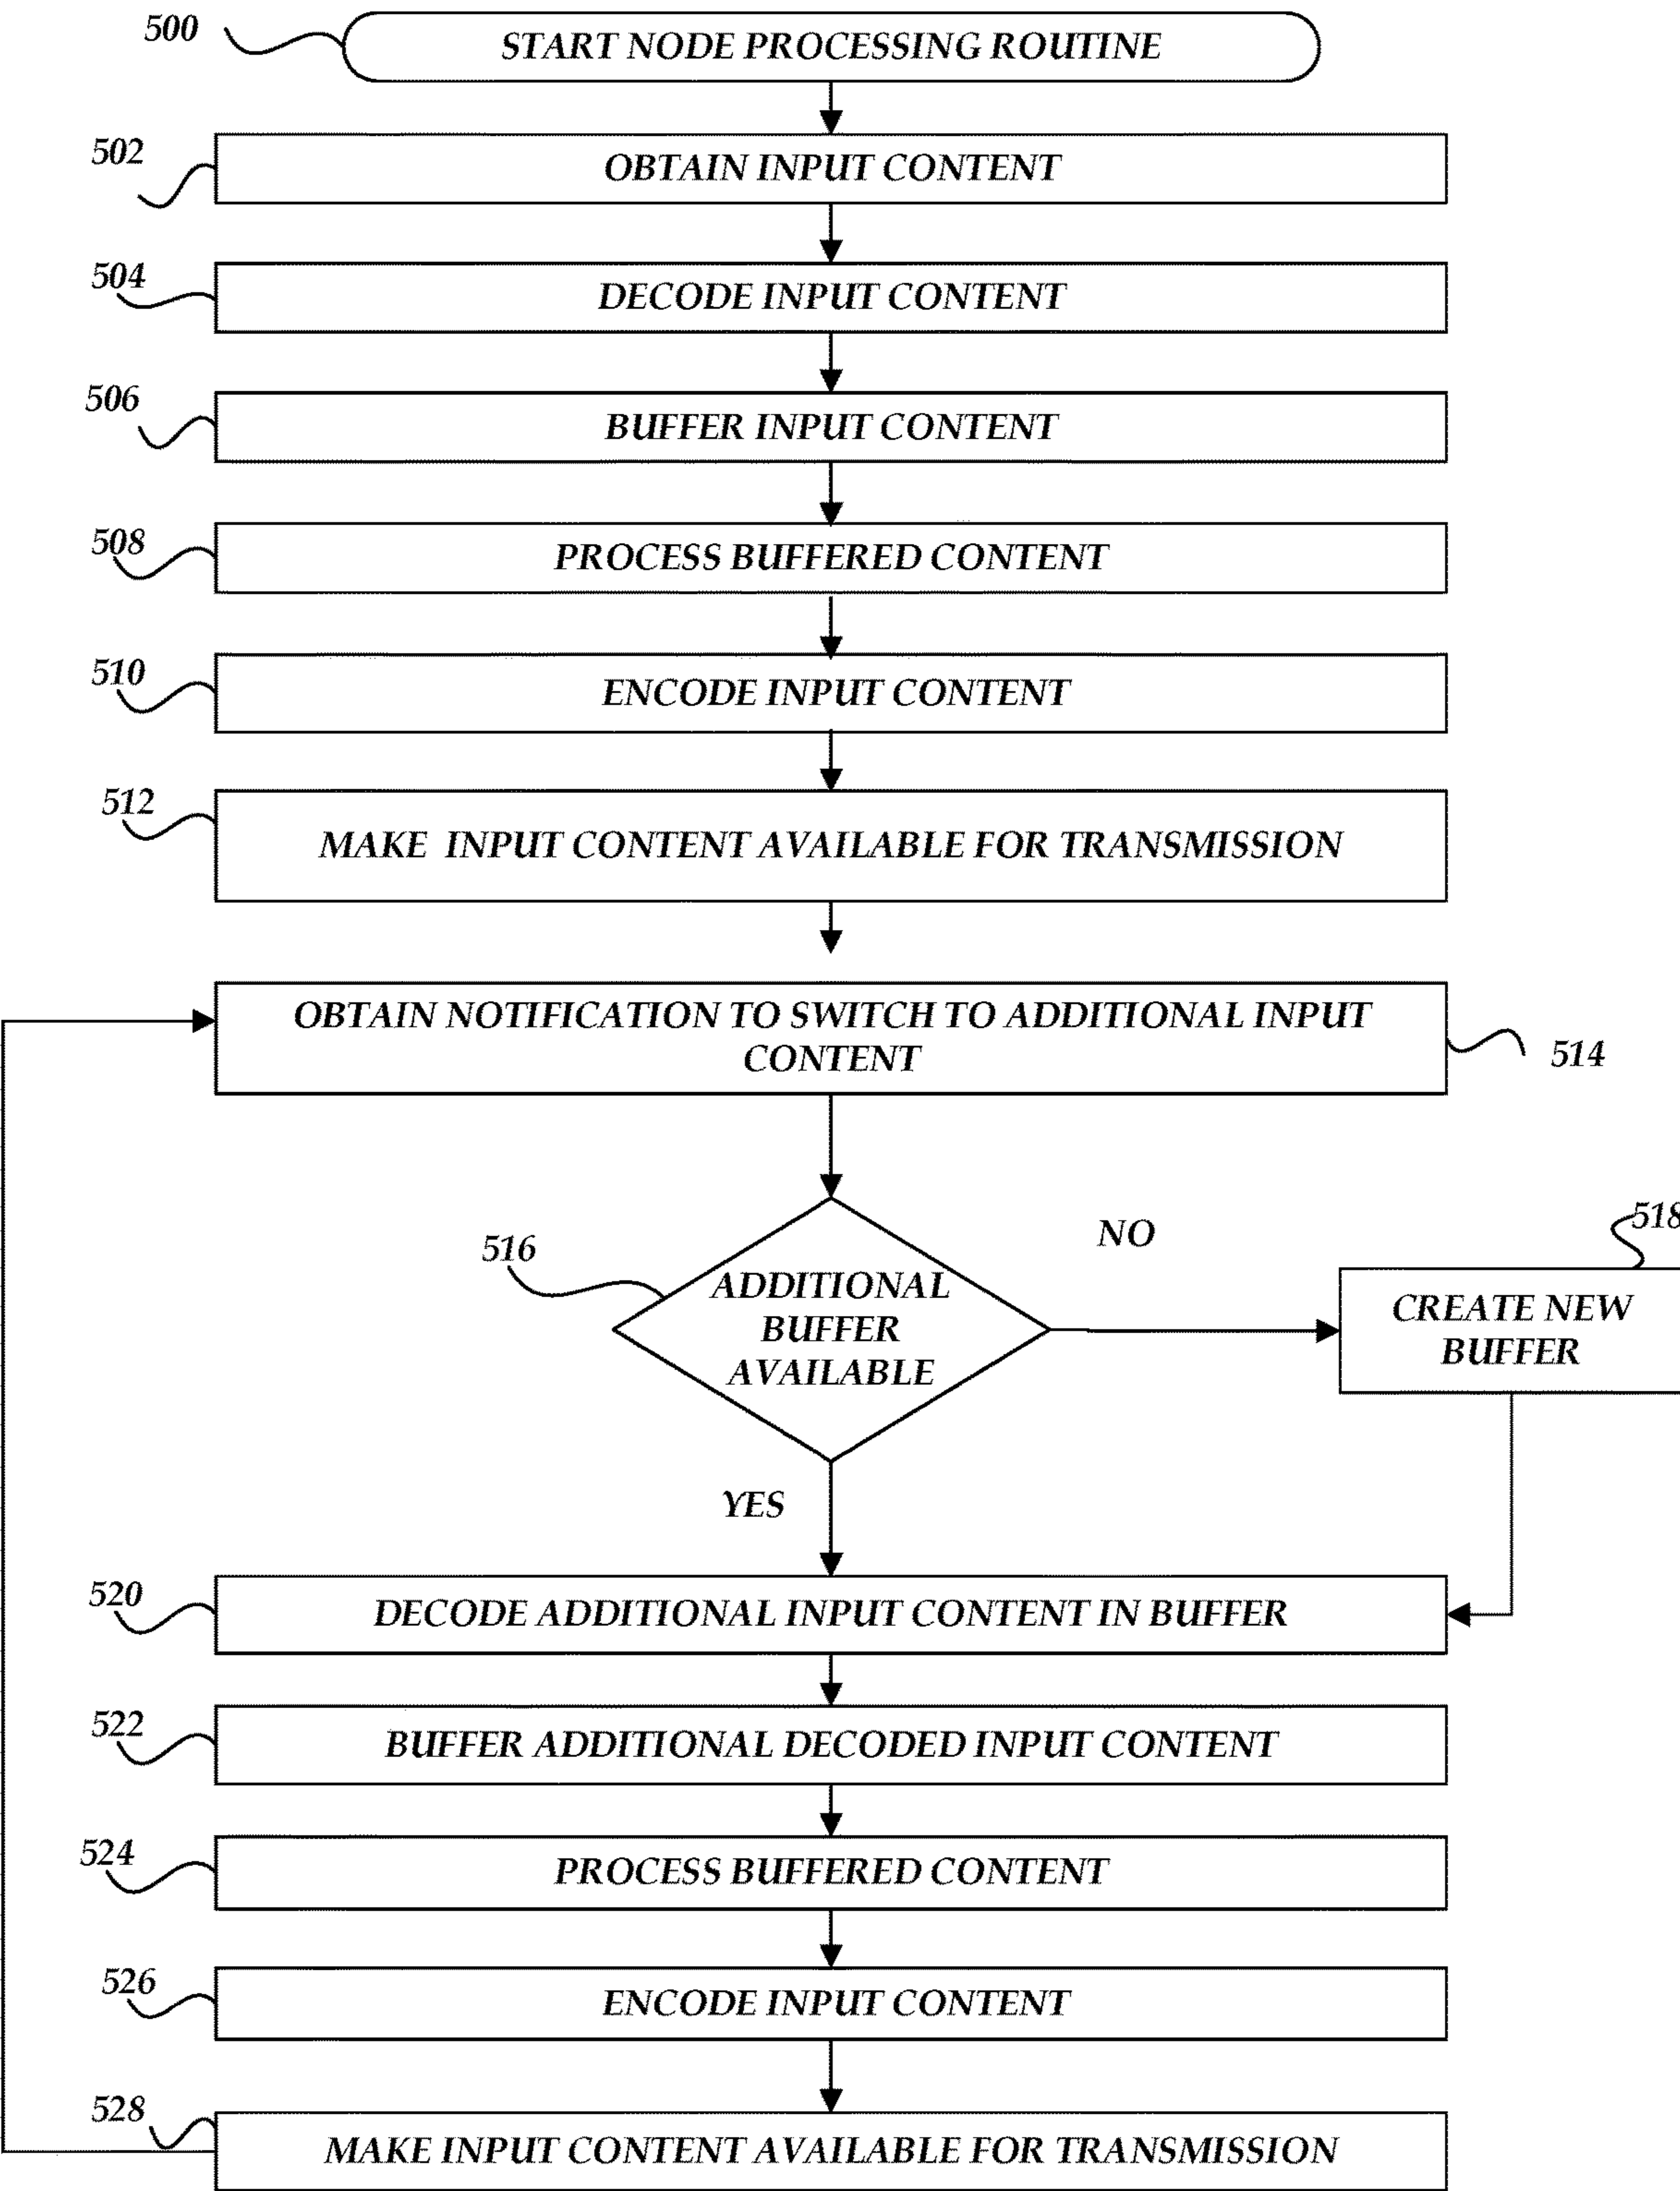 500
START NODE PROCESSING ROUTINE
502
OBTAIN INPUT CONTENT
504
DECODE INPUT CONTENT
506
BUFFER INPUT CONTENT
508
PROCESS BUFFERED CONTENT
510
ENCODE INPUT CONTENT
512
MAKE INPUT CONTENT AVAILABLE FOR TRANSMISSION
OBTAIN NOTIFICATION TO SWITCH TO ADDITIONAL INPUT
CONTENT
514
516
ADDITIONAL
BUFFER
AVAILABLE
NO
518
CREATE NEW
BUFFER
YES
520
DECODE ADDITIONAL INPUT CONTENT IN BUFFER
522
BUFFER ADDITIONAL DECODED INPUT CONTENT
524
PROCESS BUFFERED CONTENT
526
ENCODE INPUT CONTENT
528
MAKE INPUT CONTENT AVAILABLE FOR TRANSMISSION